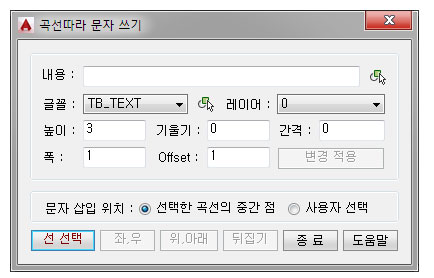 곡선따라 문자 쓰기
내용 :
글꼴 : TB_TEXT 레이어 : 0
높이 : 3 기울기 : 0 간격 : 0
폭 : 1 Offset : 1 변경 적용
문자 삽입 위치 : 선택한 곡선의 중간 점 사용자 선택
선 선택 좌,우 위,아래 뒤집기 종 료 도움말